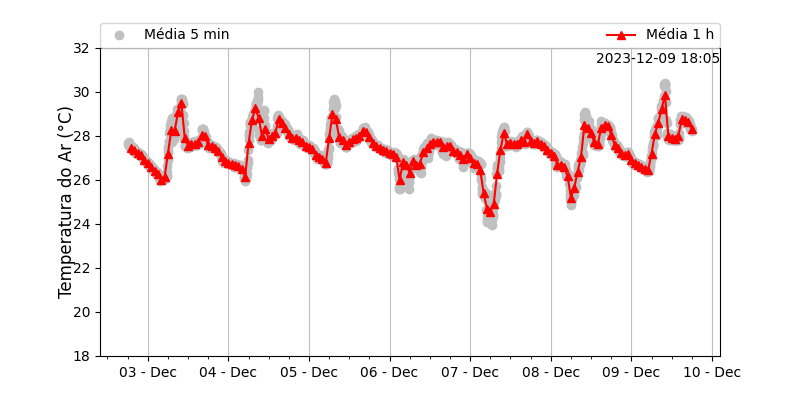 Média 5 min
Média 1 h
2023-12-09 18:05
Temperatura do Ar (°C)
32
30
28
26
24
22
20
18
03 - Dec
04 - Dec
05 - Dec
06 - Dec
07 - Dec
08 - Dec
09 - Dec
10 - Dec